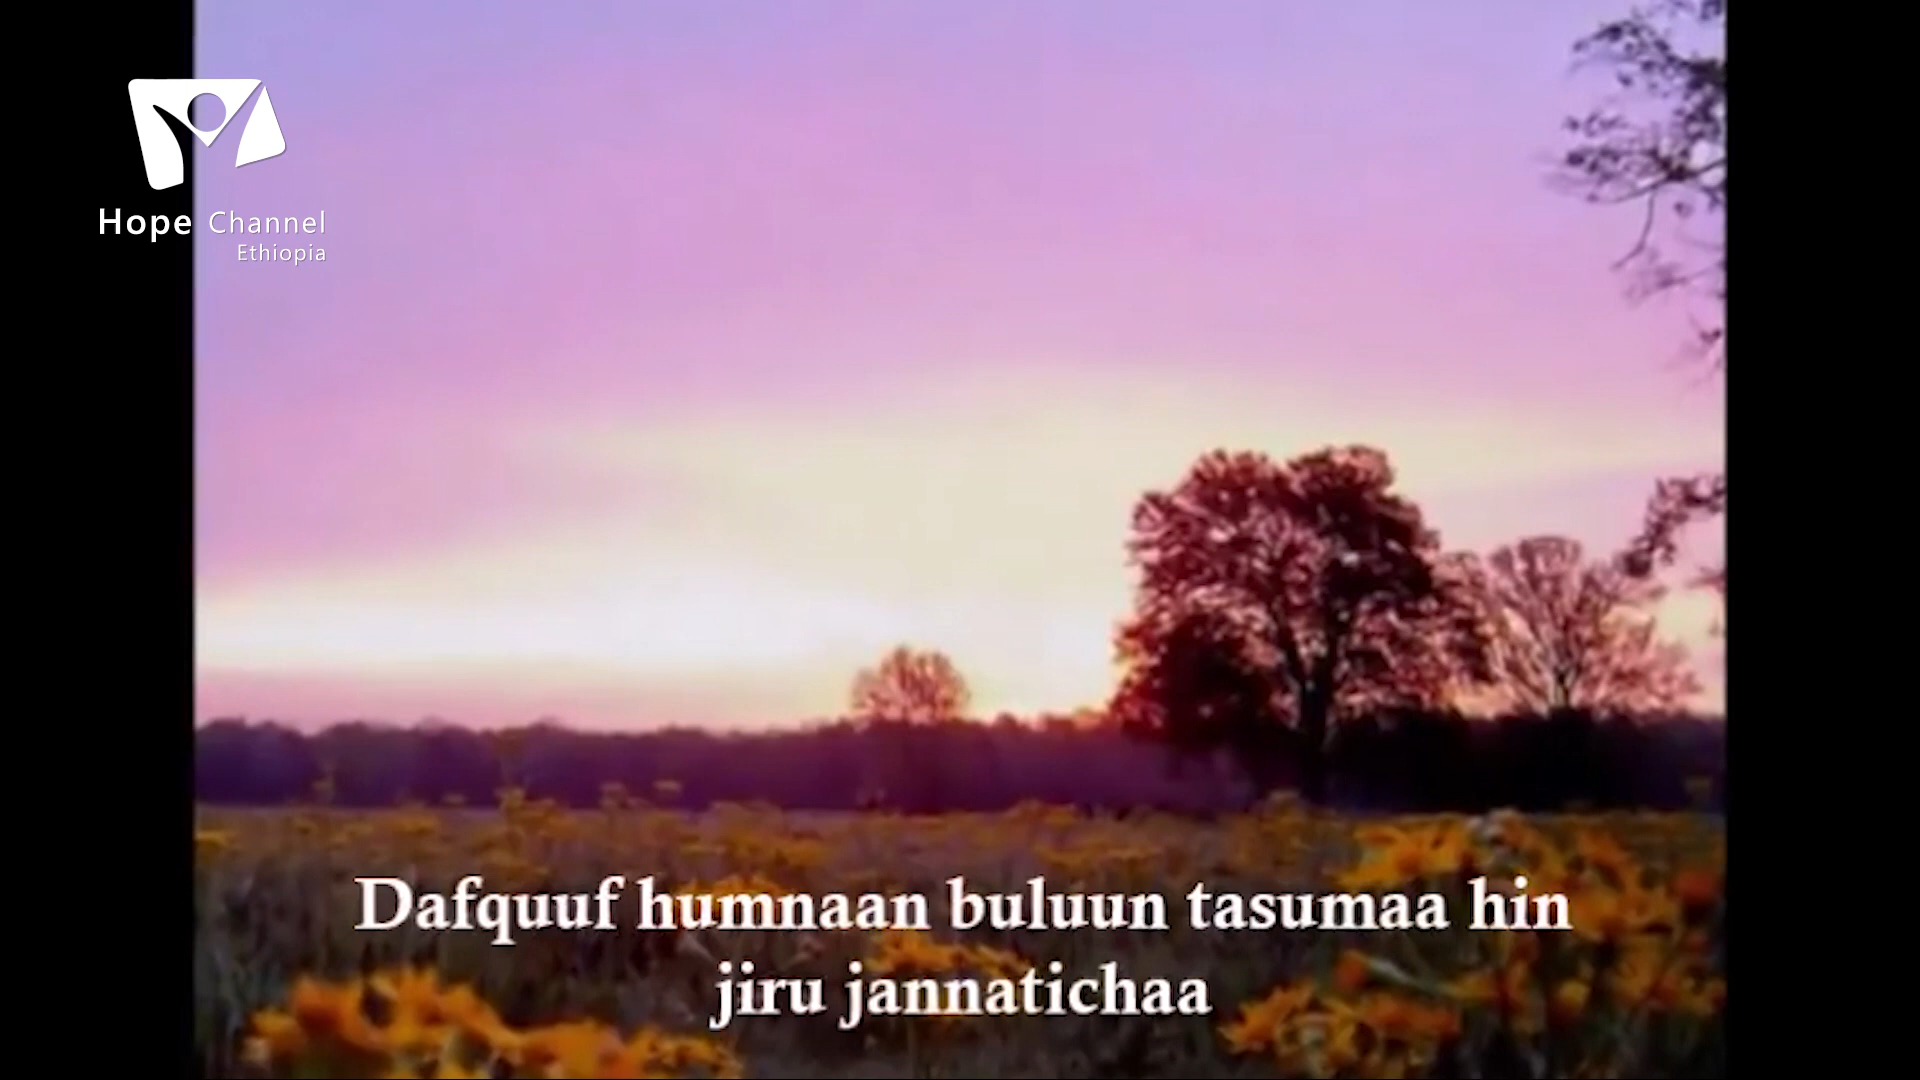 Hope Channel
Ethiopia
Dafquuf humnaan buluun tasumaa hin
jiru jannatichaa